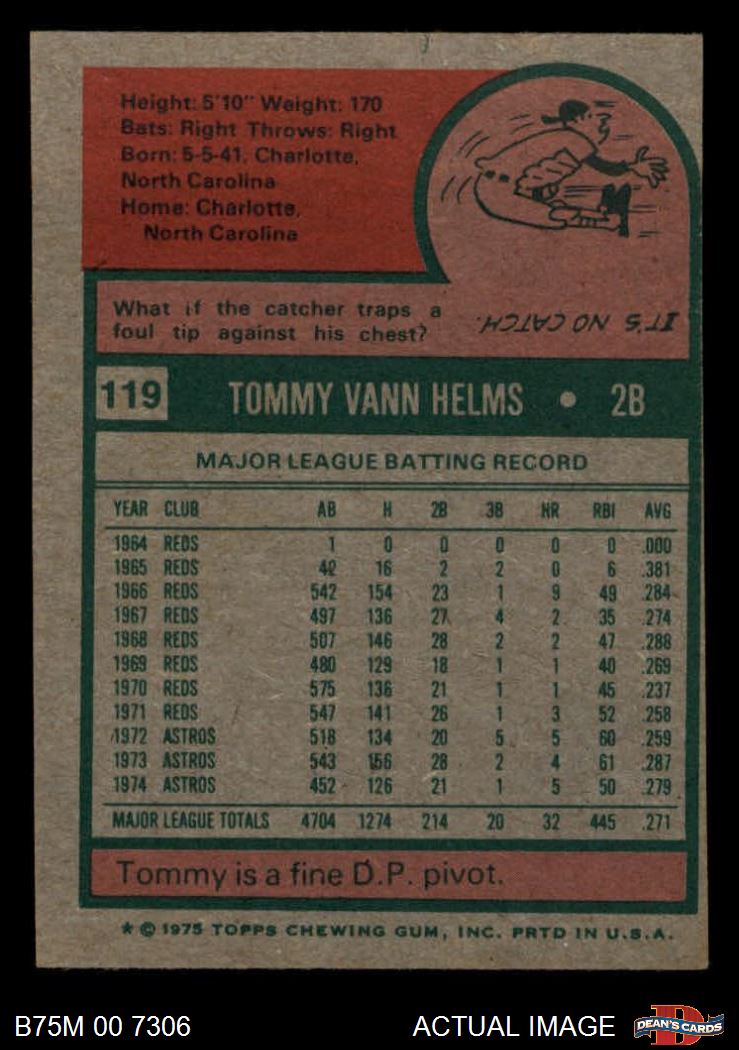 Height: 5'10" Weight: 170
Bats: Right Throws: Right
Born: 5-5-41, Charlotte,
North Carolina
Home: Charlotte,
North Carolina
What if the catcher traps a
foul tip against his chest?
IT'S NO CATCH.
119 TOMMY VANN HELMS • 2B
MAJOR LEAGUE BATTING RECORD
YEAR CLUB AB H 2B 3B HR RBI AVG
1964 REDS 1 0 0 0 0 0 .000
1965 REDS 42 16 2 2 0 6 .381
1966 REDS 542 154 23 1 9 49 .284
1967 REDS 497 136 27 4 2 35 .274
1968 REDS 507 146 28 2 2 47 .288
1969 REDS 480 129 18 1 1 40 .269
1970 REDS 575 136 21 1 1 45 .237
1971 REDS 547 141 26 1 3 52 .258
1972 ASTROS 518 134 20 5 5 60 .259
1973 ASTROS 543 156 28 2 4 61 .287
1974 ASTROS 452 126 21 1 5 50 .279
MAJOR LEAGUE TOTALS 4704 1274 214 20 32 445 .271
Tommy is a fine D.P. pivot.
* © 1975 TOPPS CHEWING GUM, INC. PRTD IN U.S.A.
B75M 00 7306 ACTUAL IMAGE
D
DEAN'S CARDS